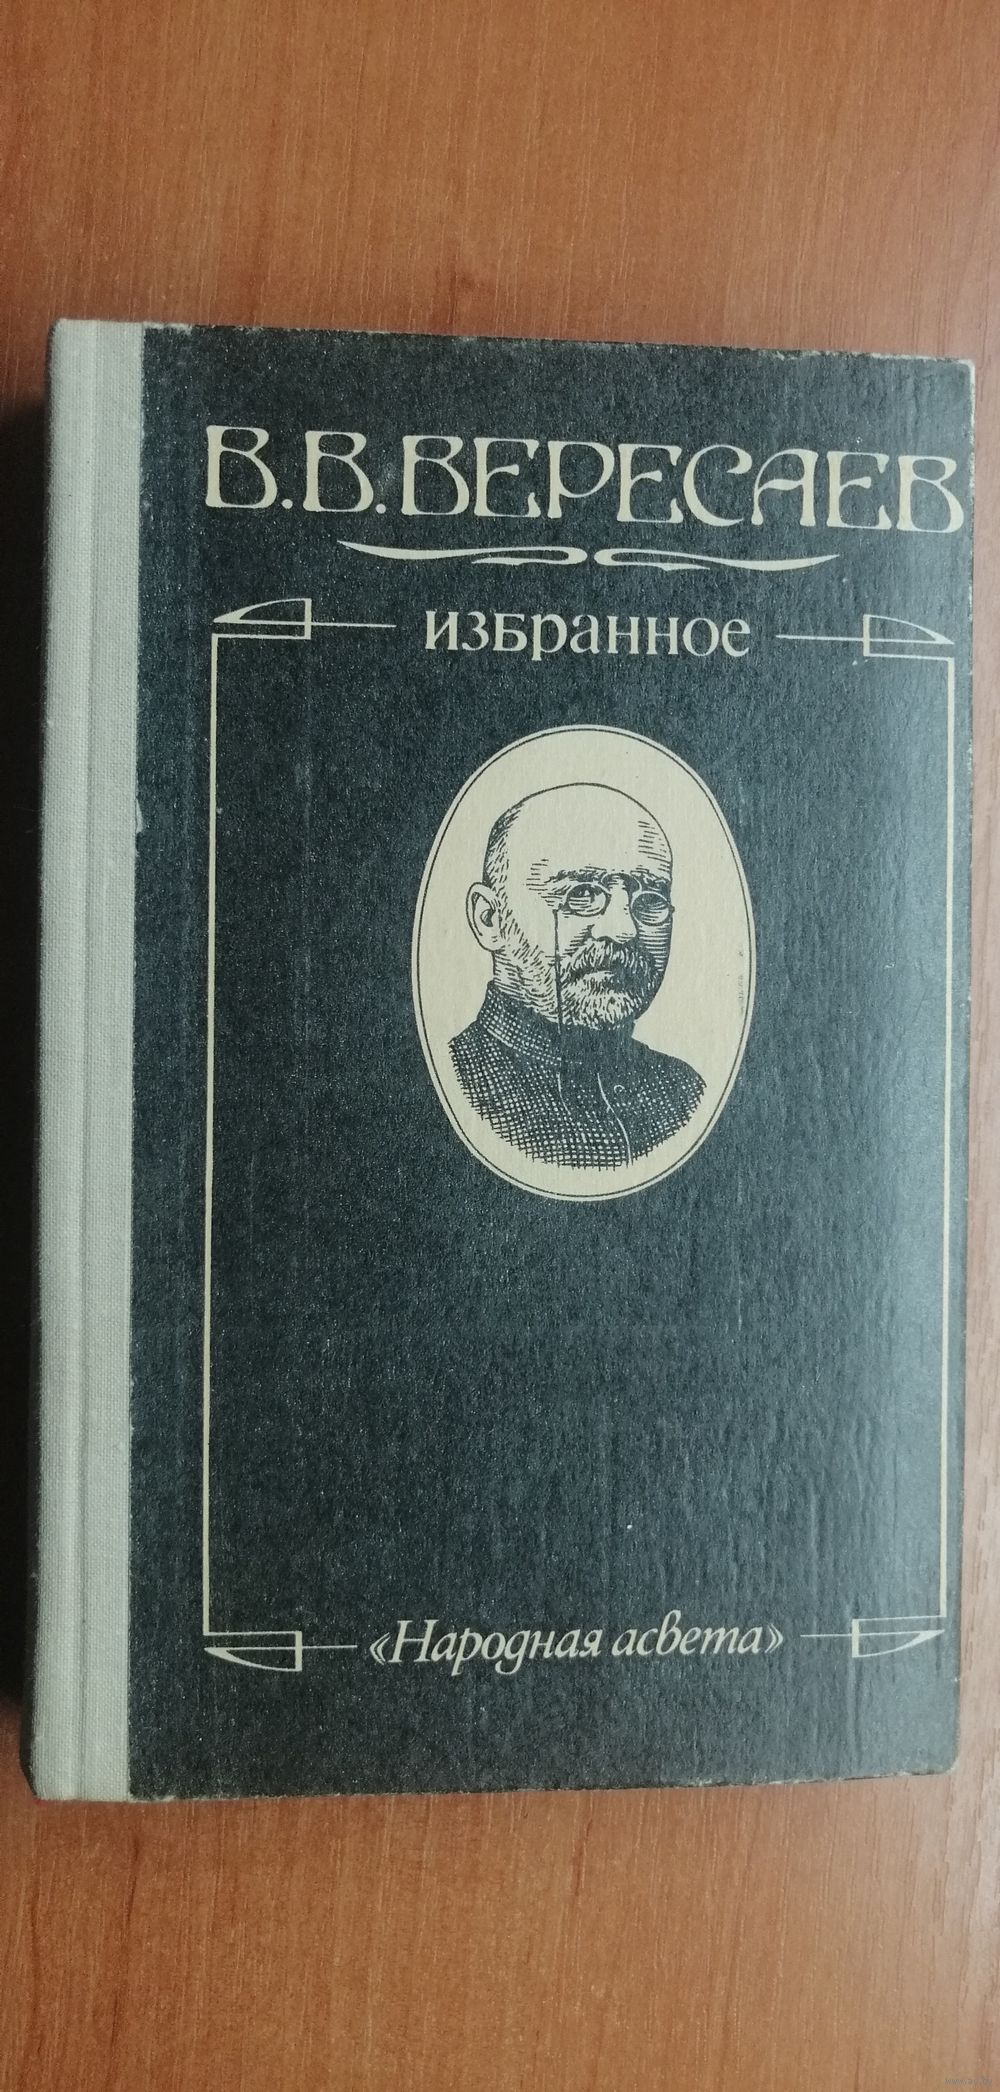 В.В.ВЕРЕСАЕВ
избранное
«Народная асвета»